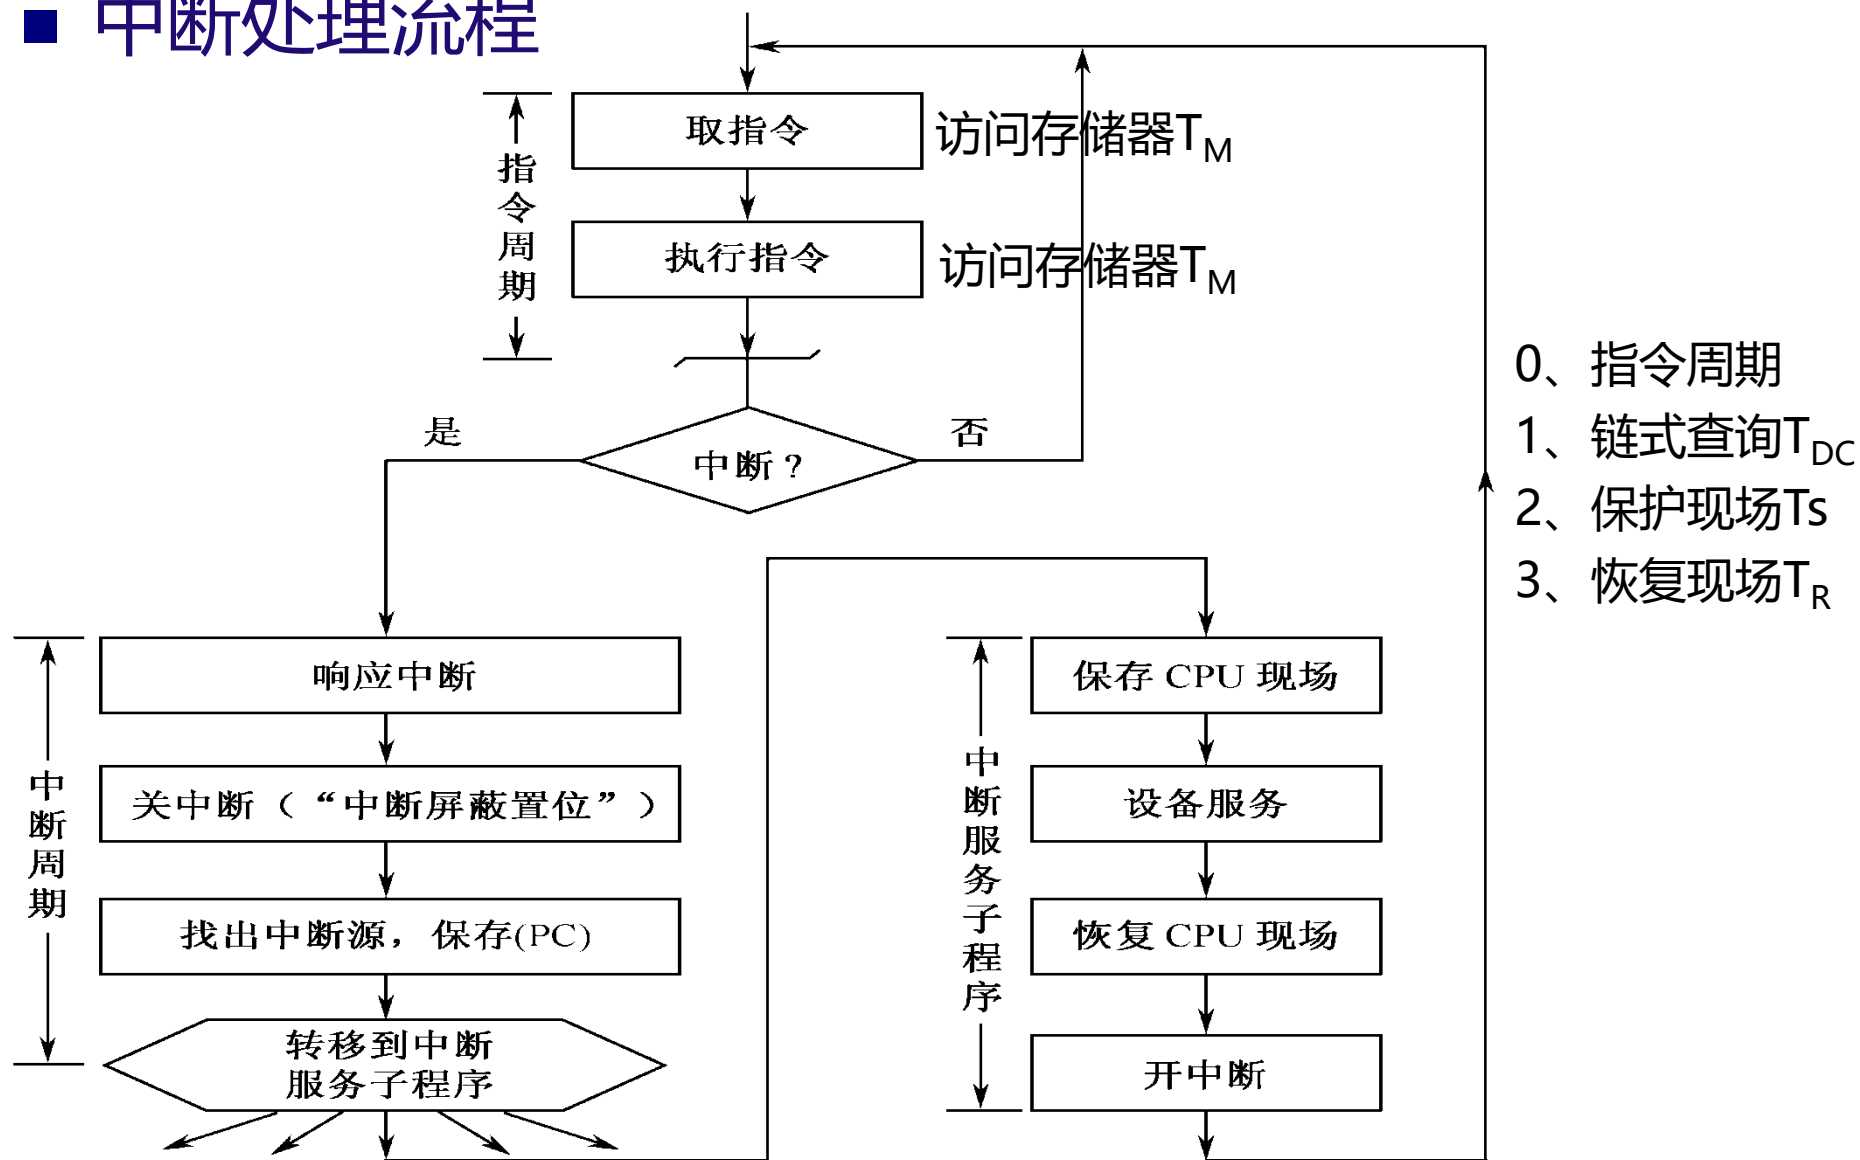 中断处理流程
取指令
访问存储器T_M
指令周期
执行指令
访问存储器T_M
中断？
是
否
0、指令周期
1、链式查询T_DC
2、保护现场Ts
3、恢复现场T_R
中断周期
响应中断
关中断（“中断屏蔽置位”）
找出中断源，保存(PC)
转移到中断
服务子程序
中断服务子程序
保存 CPU 现场
设备服务
恢复 CPU 现场
开中断